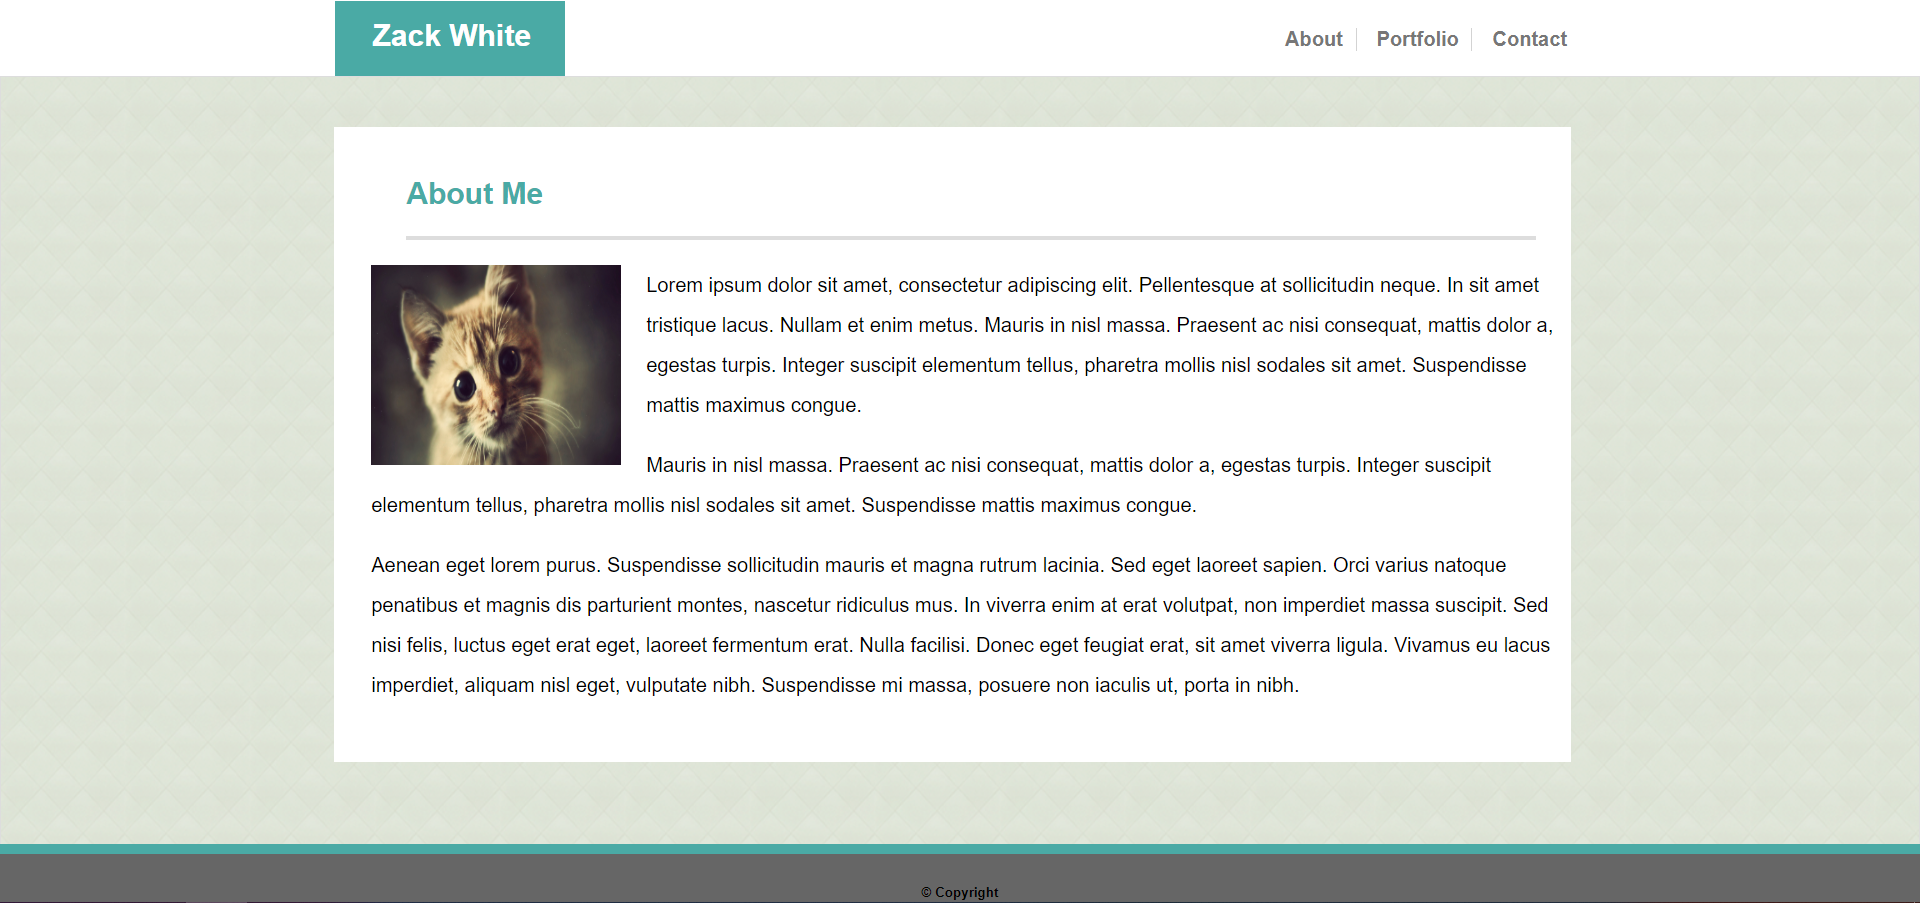 Zack White
About
Portfolio
Contact
About Me
Lorem ipsum dolor sit amet, consectetur adipiscing elit. Pellentesque at sollicitudin neque. In sit amet
tristique lacus. Nullam et enim metus. Mauris in nisl massa. Praesent ac nisi consequat, mattis dolor a,
egestas turpis. Integer suscipit elementum tellus, pharetra mollis nisl sodales sit amet. Suspendisse
mattis maximus congue.
Mauris in nisl massa. Praesent ac nisi consequat, mattis dolor a, egestas turpis. Integer suscipit
elementum tellus, pharetra mollis nisl sodales sit amet. Suspendisse mattis maximus congue.
Aenean eget lorem purus. Suspendisse sollicitudin mauris et magna rutrum lacinia. Sed eget laoreet sapien. Orci varius natoque
penatibus et magnis dis parturient montes, nascetur ridiculus mus. In viverra enim at erat volutpat, non imperdiet massa suscipit. Sed
nisi felis, luctus eget erat eget, laoreet fermentum erat. Nulla facilisi. Donec eget feugiat erat, sit amet viverra ligula. Vivamus eu lacus
imperdiet, aliquam nisl eget, vulputate nibh. Suspendisse mi massa, posuere non iaculis ut, porta in nibh.
© Copyright